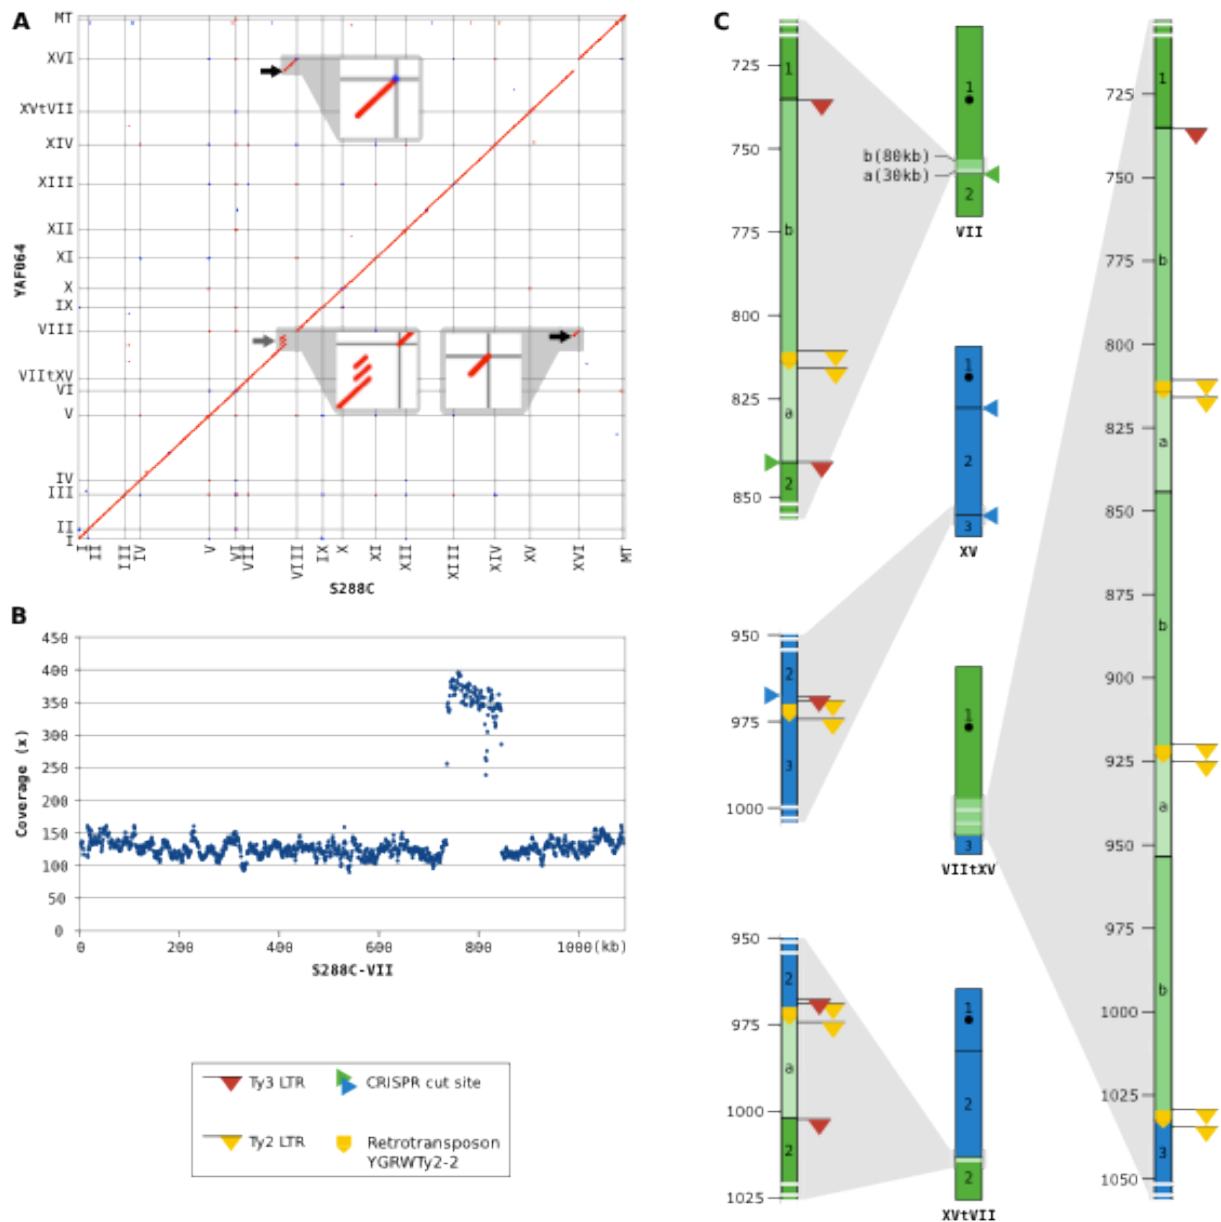 A
MT
XVI
XVtVII
XIV
XIII
XII
XI
X
IX
VIII
VIItXV
VI
V
IV
III
II
I
YAF064
I
II
III
IV
V
VI
VII
VIII
IX
X
XI
XII
XIII
XIV
XV
XVI
MT
S288C
B
450
400
350
300
250
200
150
100
50
0
Coverage (x)
0
200
400
600
800
1000(kb)
S288C-VII
Ty3 LTR
CRISPR cut site
Ty2 LTR
Retrotransposon
YGRWTy2-2
C
725
750
775
800
825
850
1
b
a
2
1
b(80kb)
a(30kb)
2
VII
1
2
3
XV
950
975
1000
2
3
1
3
VIItXV
950
975
1000
1025
2
a
2
1
2
2
XVtVII
725
750
775
800
825
850
875
900
925
950
975
1000
1025
1050
1
b
a
b
a
b
3